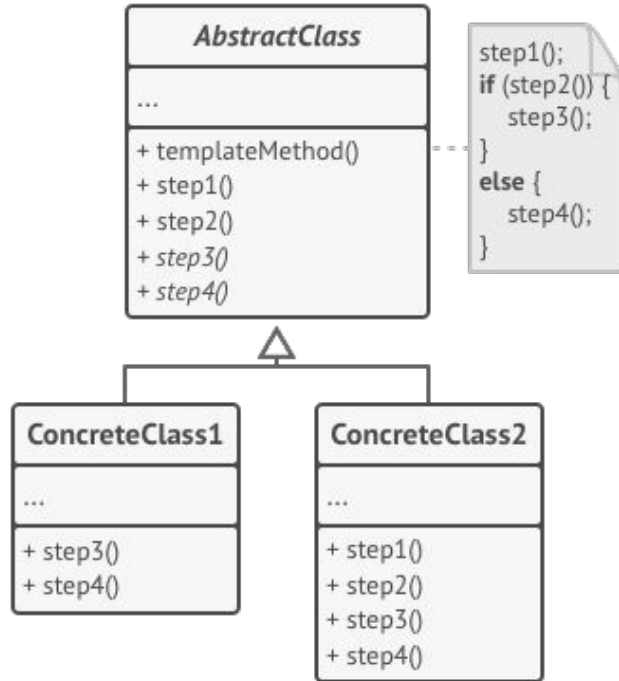 AbstractClass
...
+ templateMethod()
+ step1()
+ step2()
+ step3()
+ step4()
step1();
if (step2()) {
step3();
}
else {
step4();
}
ConcreteClass1
...
+ step3()
+ step4()
ConcreteClass2
...
+ step1()
+ step2()
+ step3()
+ step4()